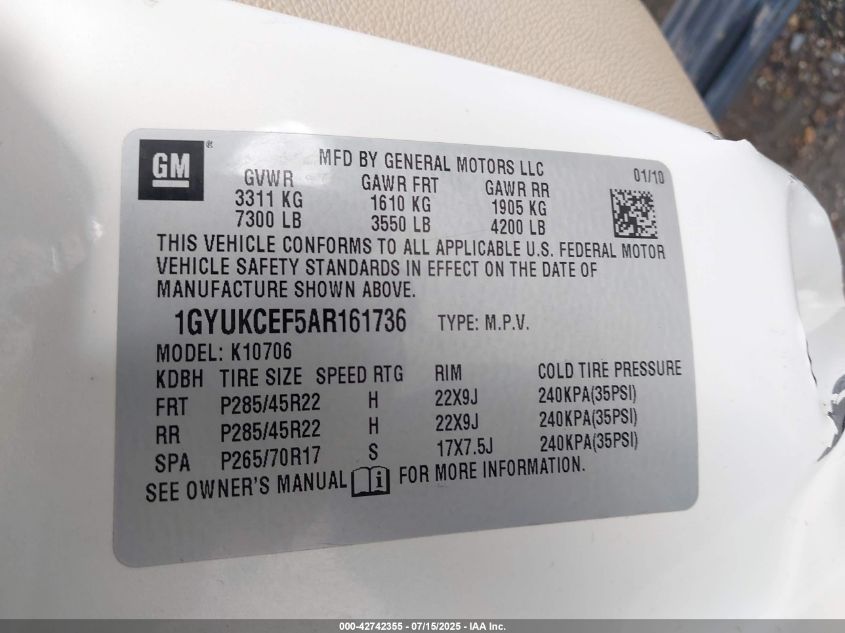 GM ® MFD BY GENERAL MOTORS LLC 01/10
GVWR GAWR FRT GAWR RR
3311 KG 1610 KG 1905 KG
7300 LB 3550 LB 4200 LB
THIS VEHICLE CONFORMS TO ALL APPLICABLE U.S. FEDERAL MOTOR
VEHICLE SAFETY STANDARDS IN EFFECT ON THE DATE OF
MANUFACTURE SHOWN ABOVE.
1GYUKCEF5AR161736 TYPE: M.P.V.
MODEL: K10706
KDBH TIRE SIZE SPEED RTG RIM COLD TIRE PRESSURE
FRT P285/45R22 H 22X9J 240KPA(35PSI)
RR P285/45R22 H 22X9J 240KPA(35PSI)
SPA P265/70R17 S 17X7.5J 240KPA(35PSI)
SEE OWNER'S MANUAL FOR MORE INFORMATION.
000-42742355 - 07/15/2025 - IAA Inc.